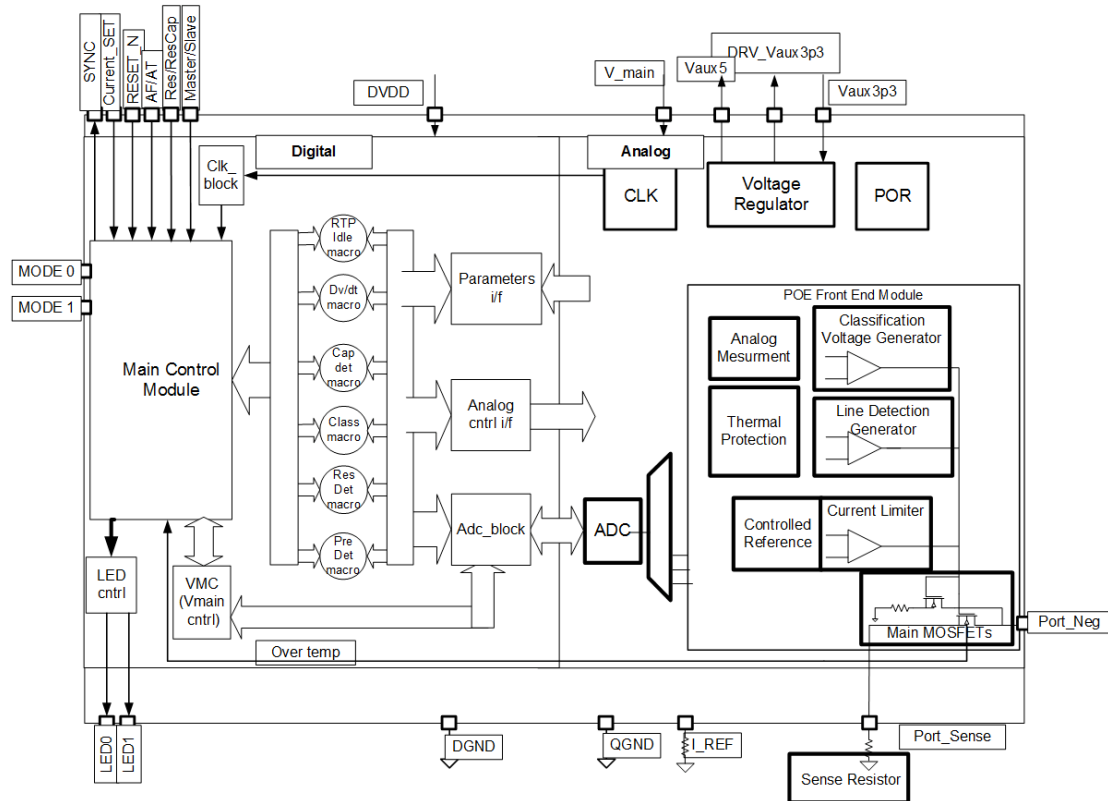 SYNC
Current_SET
RESET_N
AF/AT
Res/ResCap
Master/Slave
DVDD
V_main
Vaux5
DRV_Vaux3p3
Vaux3p3
Digital
Analog
Clk_
block
CLK
Voltage
Regulator
POR
MODE 0
MODE 1
Main Control
Module
RTP
Idle
macro
Dv/dt
macro
Cap
det
macro
Class
macro
Res
Det
macro
Pre
Det
macro
Parameters
i/f
Analog
cntrl i/f
Adc_block
ADC
POE Front End Module
Analog
Mesurment
Classification
Voltage Generator
Thermal
Protection
Line Detection
Generator
Controlled
Reference
Current Limiter
Main MOSFETs
Port_Neg
LED
cntrl
VMC
(Vmain
cntrl)
Over temp
LED0
LED1
DGND
QGND
I_REF
Port_Sense
Sense Resistor